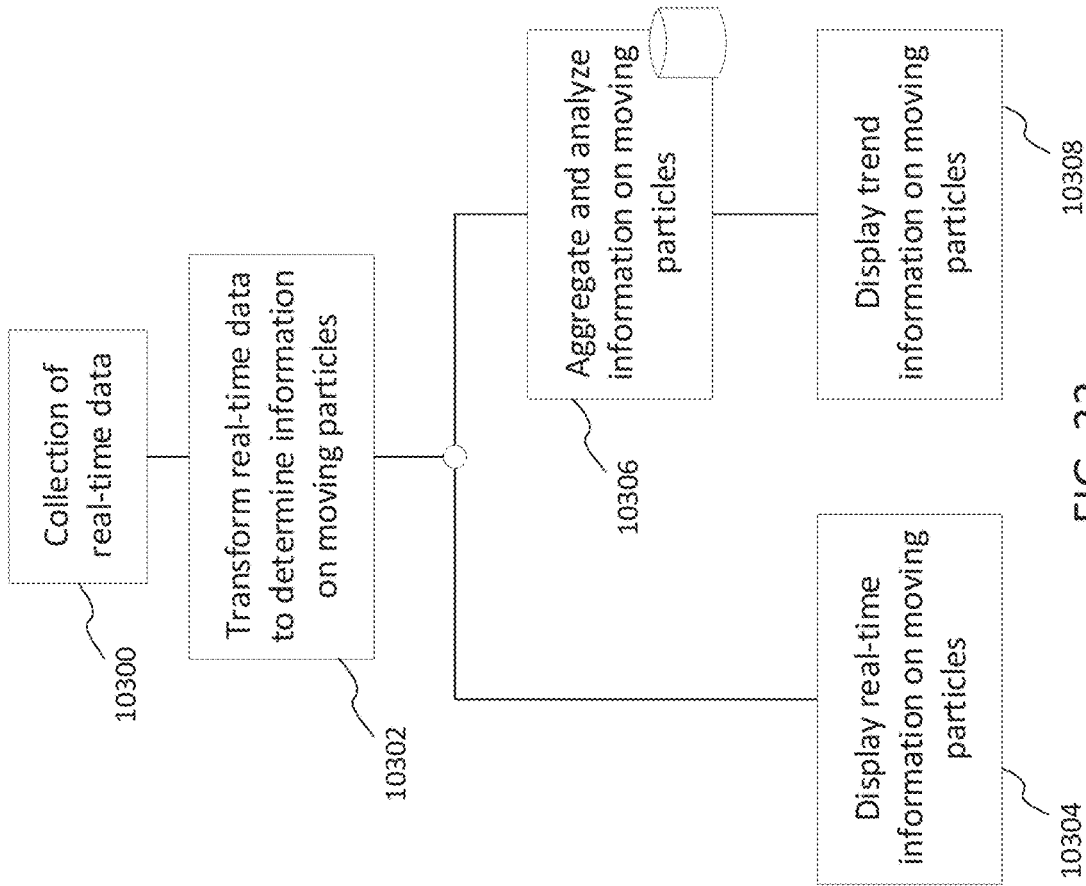 Collection of
real-time data
10300
Transform real-time data
to determine information
on moving particles
10302
Aggregate and analyze
information on moving
particles
10306
Display real-time
information on moving
particles
10304
Display trend
information on moving
particles
10308
FIG.